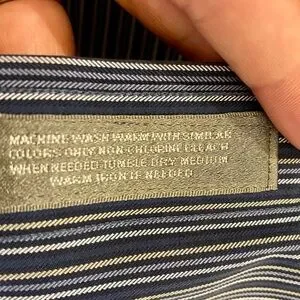 MACHINE WASH WARM WITH SIMILAR
COLORS. ONLY NON-CHLORINE BLEACH
WHEN NEEDED. TUMBLE DRY MEDIUM
WARM IRON IF NEEDED